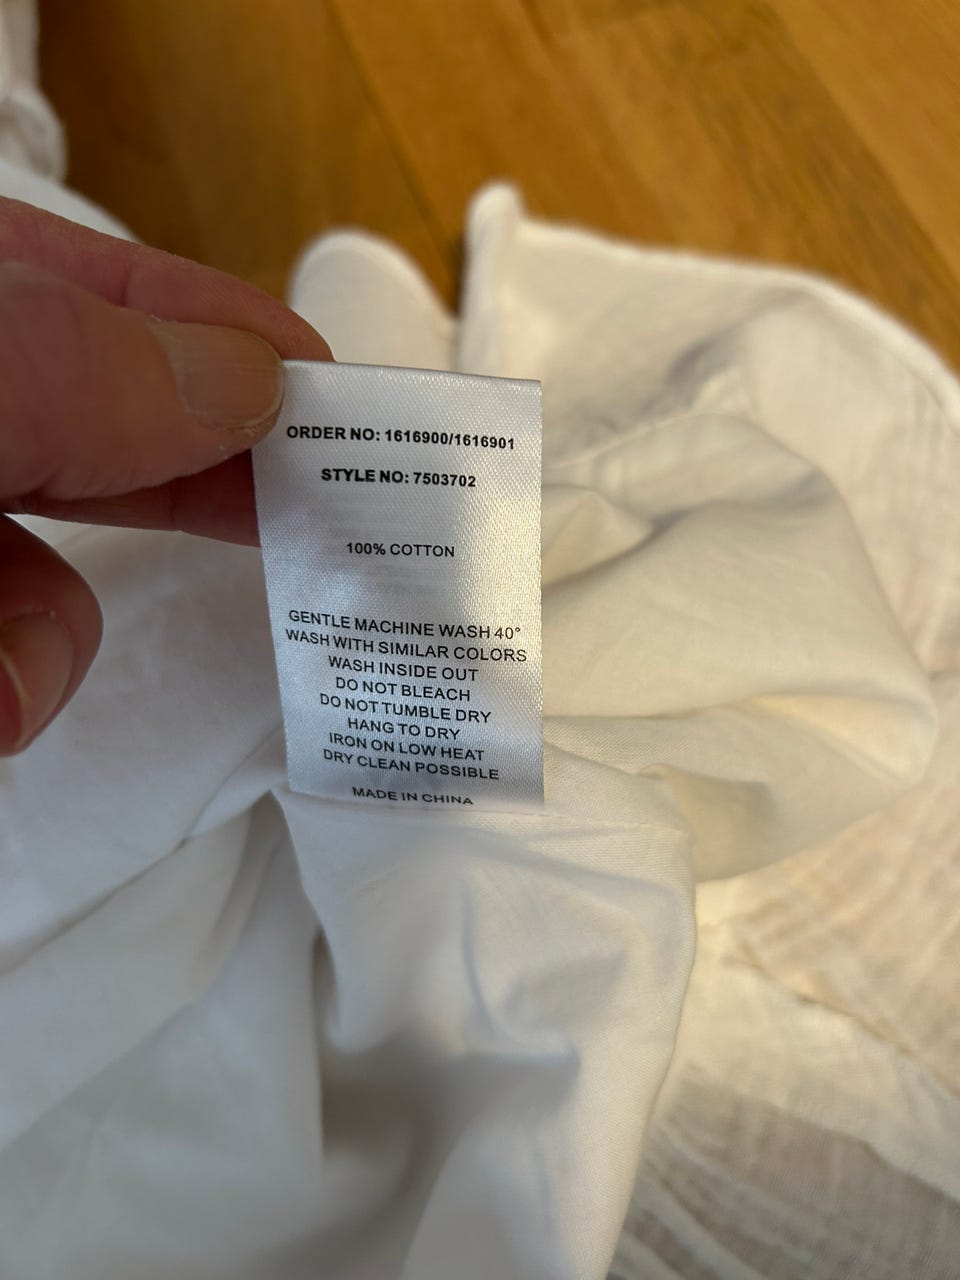 ORDER NO: 1616900/1616901
STYLE NO: 7503702
100% COTTON
GENTLE MACHINE WASH 40°
WASH WITH SIMILAR COLORS
WASH INSIDE OUT
DO NOT BLEACH
DO NOT TUMBLE DRY
HANG TO DRY
IRON ON LOW HEAT
DRY CLEAN POSSIBLE
MADE IN CHINA